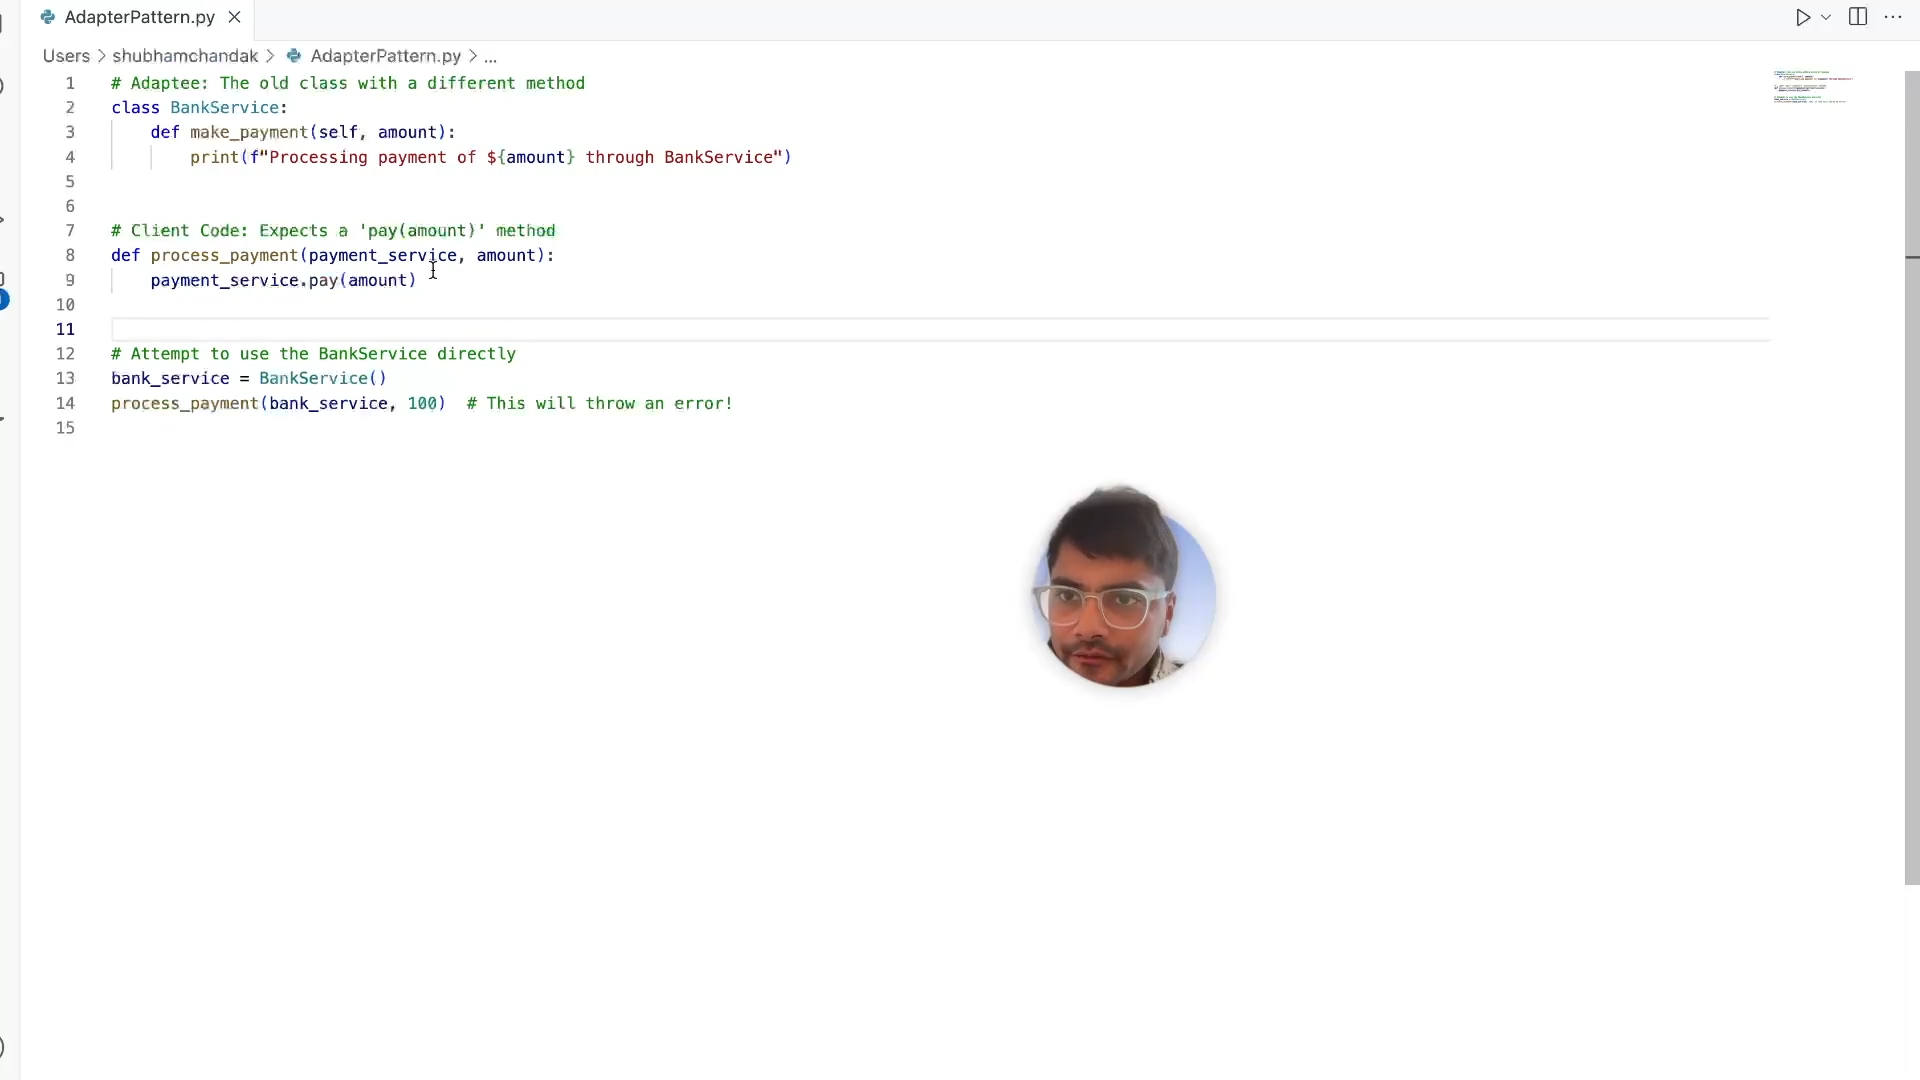 AdapterPattern.py
Users > shubhamchandak > AdapterPattern.py > ...
1 # Adaptee: The old class with a different method
2 class BankService:
3 def make_payment(self, amount):
4 print(f"Processing payment of ${amount} through BankService")
5
6
7 # Client Code: Expects a 'pay(amount)' method
8 def process_payment(payment_service, amount):
9 payment_service.pay(amount)
10
11
12 # Attempt to use the BankService directly
13 bank_service = BankService()
14 process_payment(bank_service, 100) # This will throw an error!
15